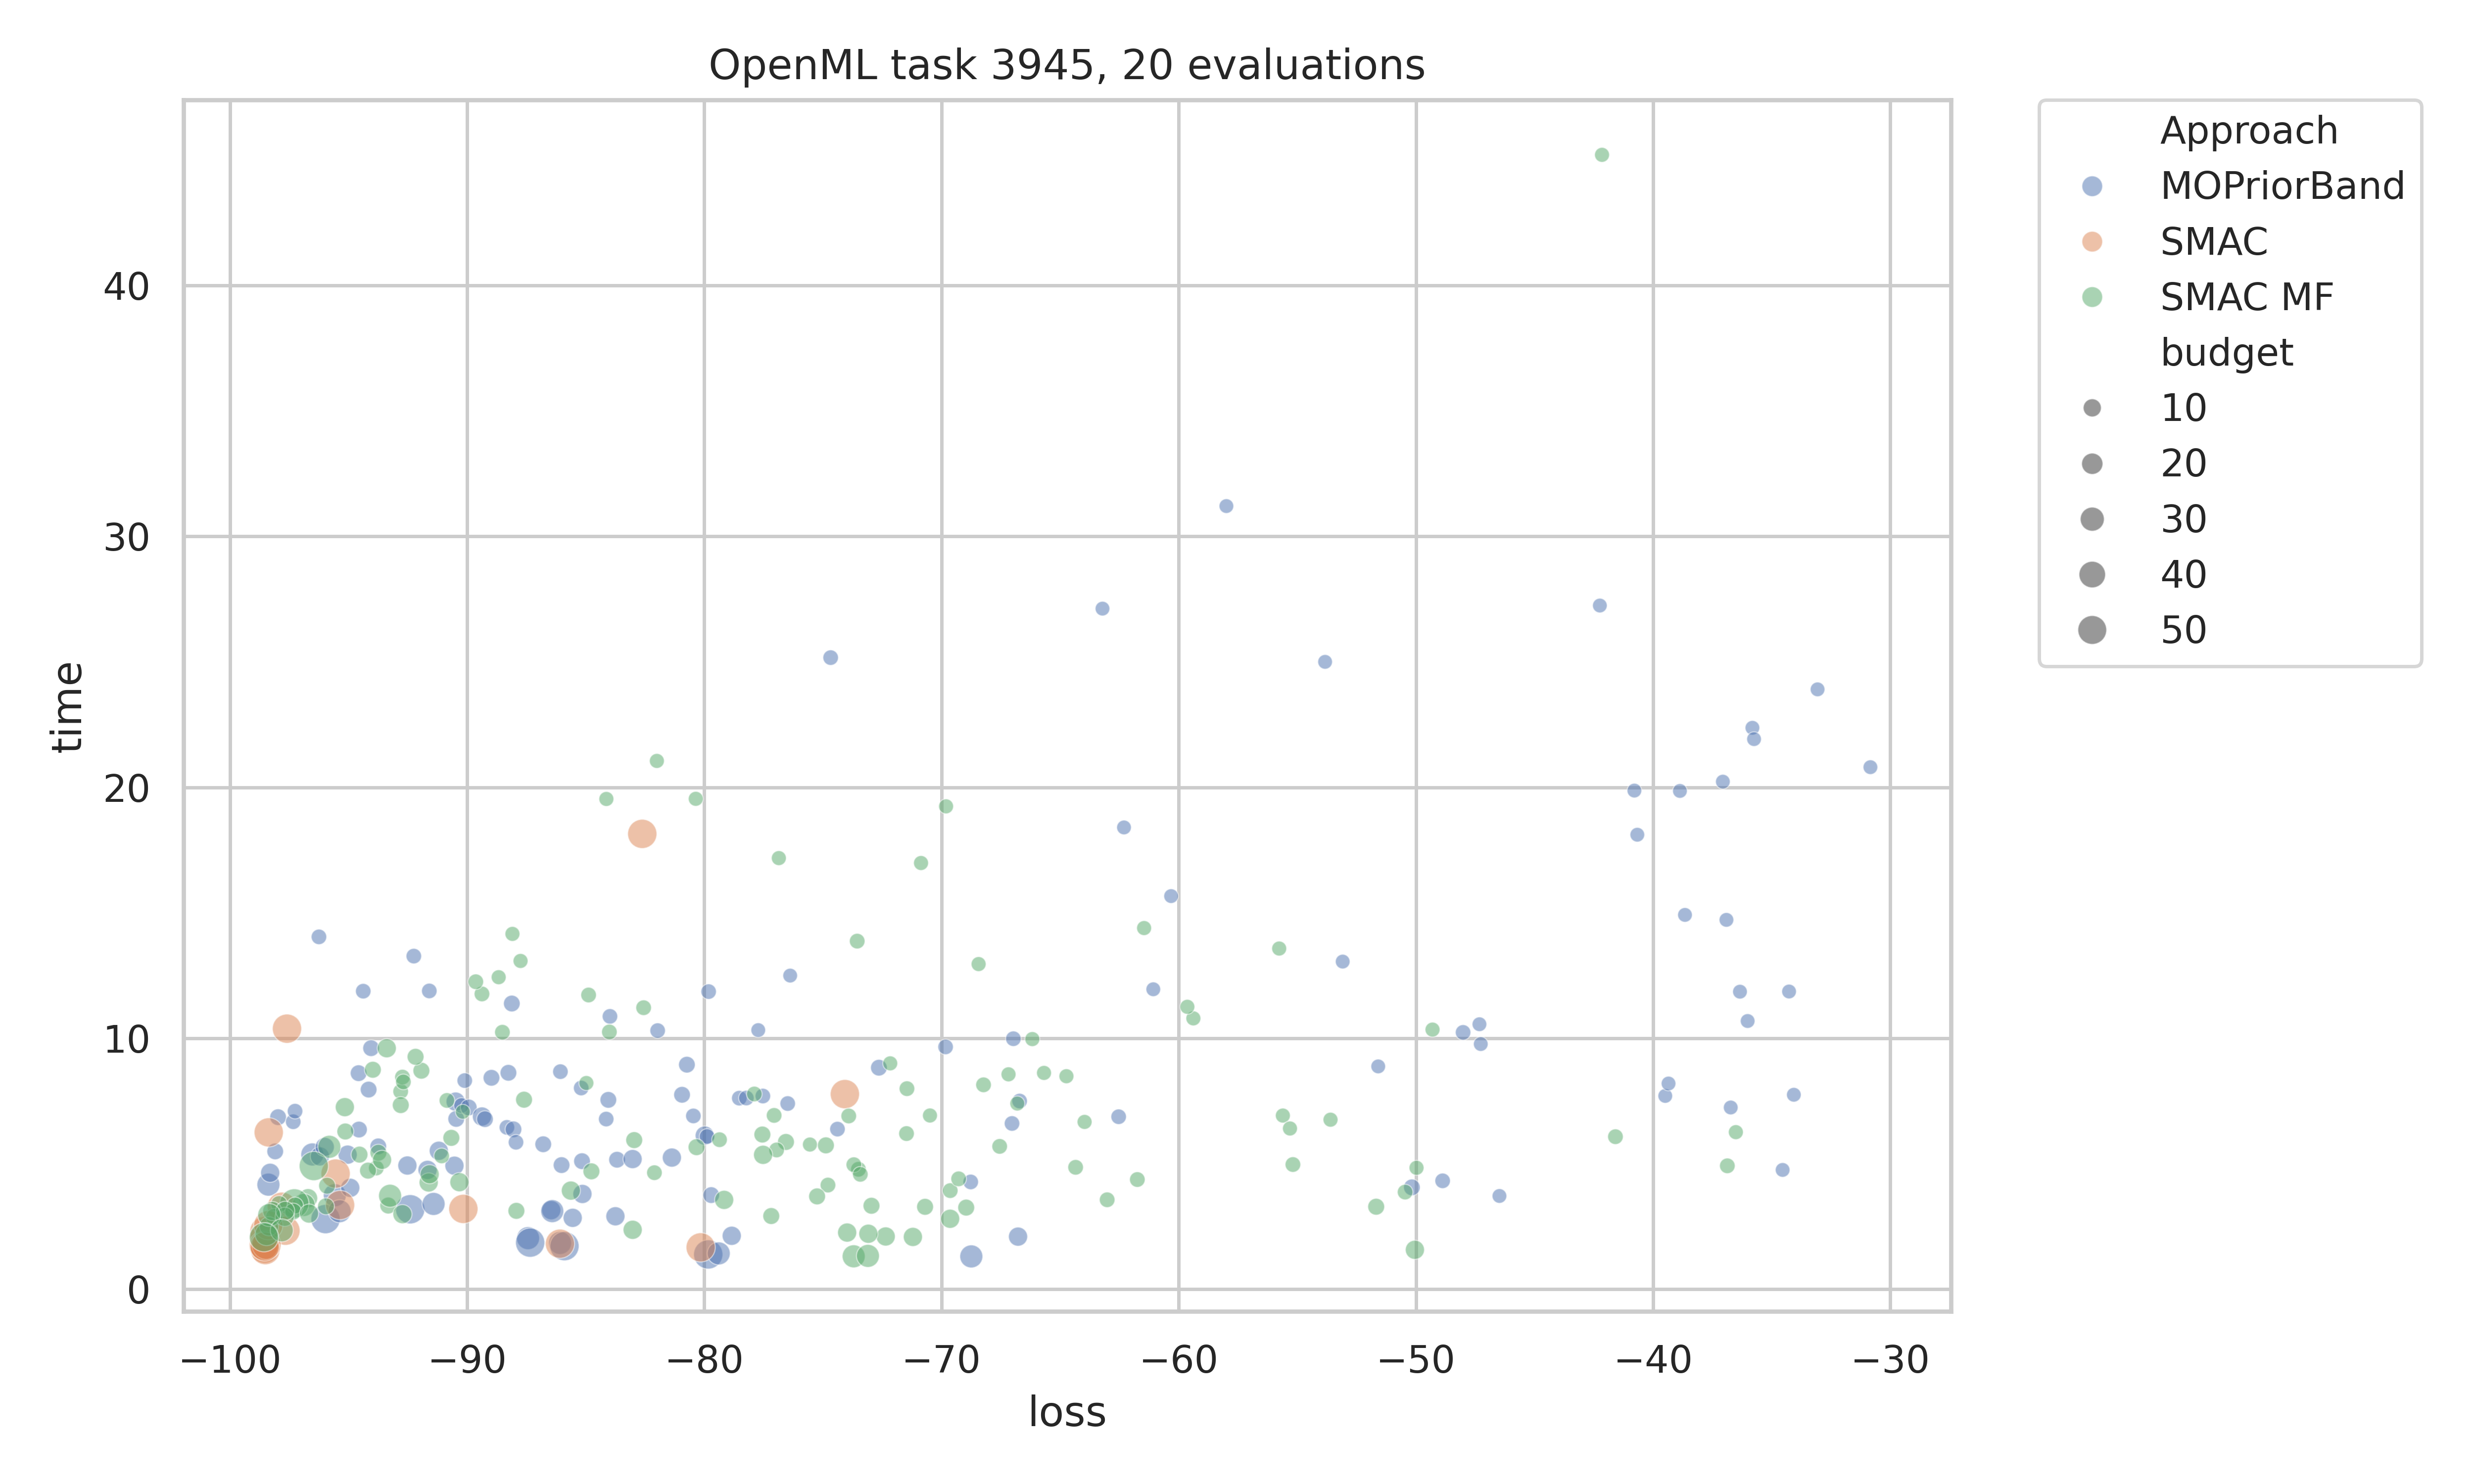 OpenML task 3945, 20 evaluations
Approach
MOPriorBand
SMAC
SMAC MF
budget
10
20
30
40
50
time
40
30
20
10
0
−100 −90 −80 −70 −60 −50 −40 −30
loss